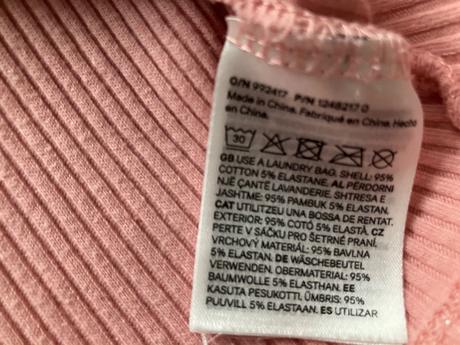 O/N 992417 P/N 1248217 0
Made in China. Fabriqué en Chine. Hecho
en China.
30
GB USE A LAUNDRY BAG. SHELL: 95%
COTTON 5% ELASTANE. AL PËRDORNI
NJË ÇANTË LAVANDERIE. SHTRESA E
JASHTME: 95% PAMBUK 5% ELASTAN.
CAT UTILITZEU UNA BOSSA DE RENTAT.
EXTERIOR: 95% COTÓ 5% ELASTÀ. CZ
PERTE V SÁČKU PRO ŠETRNÉ PRANÍ.
VRCHOVÝ MATERIÁL: 95% BAVLNA
5% ELASTAN. DE WÄSCHEBEUTEL
VERWENDEN. OBERMATERIAL: 95%
BAUMWOLLE 5% ELASTHAN. EE
KASUTA PESUKOTTI. ÜMBRIS: 95%
PUUVILL 5% ELASTAAN. ES UTILIZAR